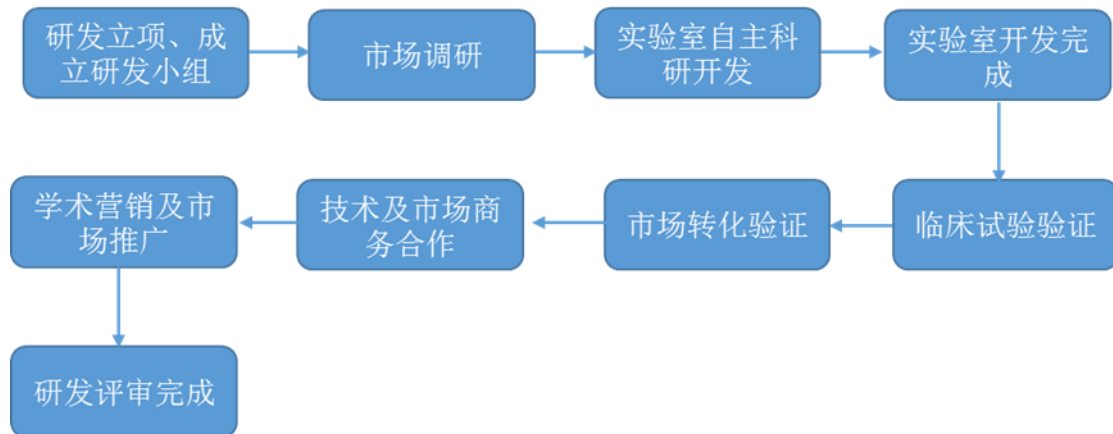 研发立项、成
立研发小组
市场调研
实验室自主科
研开发
实验室开发完
成
临床试验验证
市场转化验证
技术及市场商
务合作
学术营销及市
场推广
研发评审完成